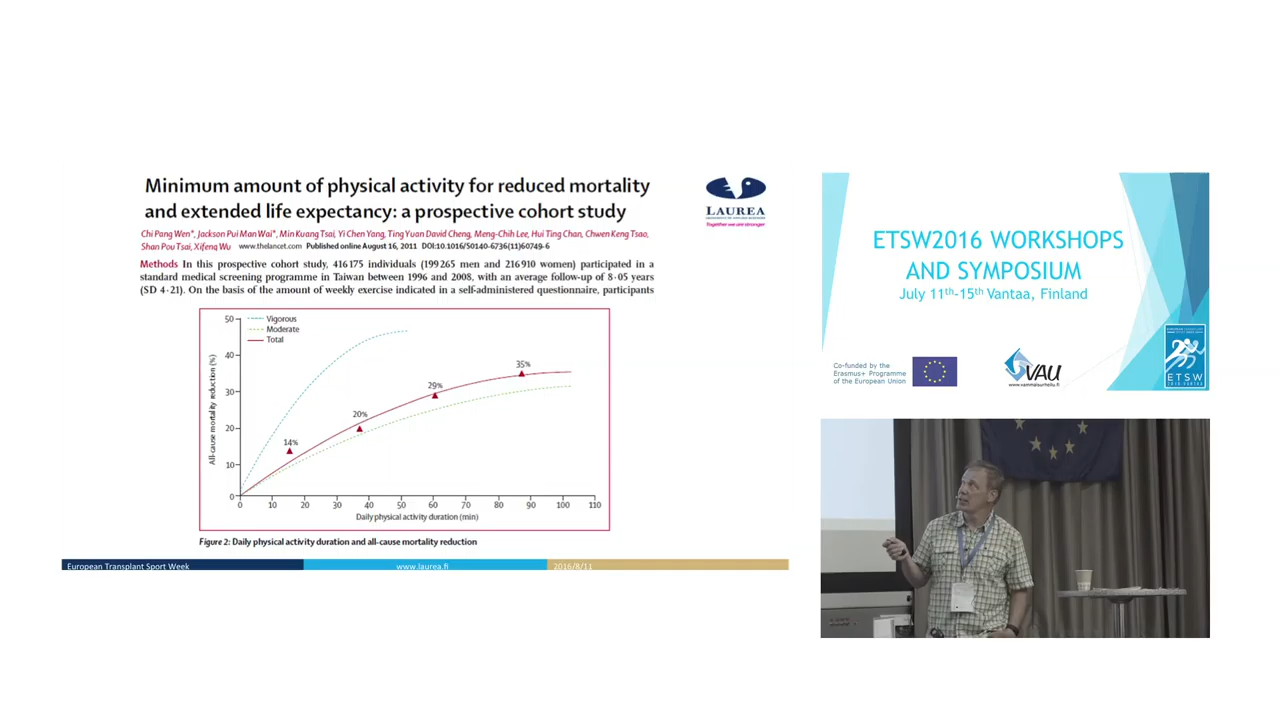 Minimum amount of physical activity for reduced mortality
and extended life expectancy: a prospective cohort study
Chi Pang Wen*, Jackson Pui Man Wai*, Min Kuang Tsai, Yi Chen Yang, Ting Yuan David Cheng, Meng-Chih Lee, Hui Ting Chan, Chwen Keng Tsao,
Shan Pou Tsai, Xifeng Wu www.thelancet.com Published online August 16, 2011 DOI:10.1016/S0140-6736(11)60749-6
Methods In this prospective cohort study, 416 175 individuals (199 265 men and 216 910 women) participated in a
standard medical screening programme in Taiwan between 1996 and 2008, with an average follow-up of 8·05 years
(SD 4·21). On the basis of the amount of weekly exercise indicated in a self-administered questionnaire, participants
Vigorous
Moderate
Total
All-cause mortality reduction (%)
50
40
30
20
10
0
14%
20%
29%
35%
0 10 20 30 40 50 60 70 80 90 100 110
Daily physical activity duration (min)
Figure 2: Daily physical activity duration and all-cause mortality reduction
European Transplant Sport Week www.laurea.fi 2016/8/11
LAUREA
Together we are stronger
ETSW2016 WORKSHOPS
AND SYMPOSIUM
July 11th-15th Vantaa, Finland
Co-funded by the
Erasmus+ Programme
of the European Union
VAU
www.vammaisurheilu.fi
ETSW